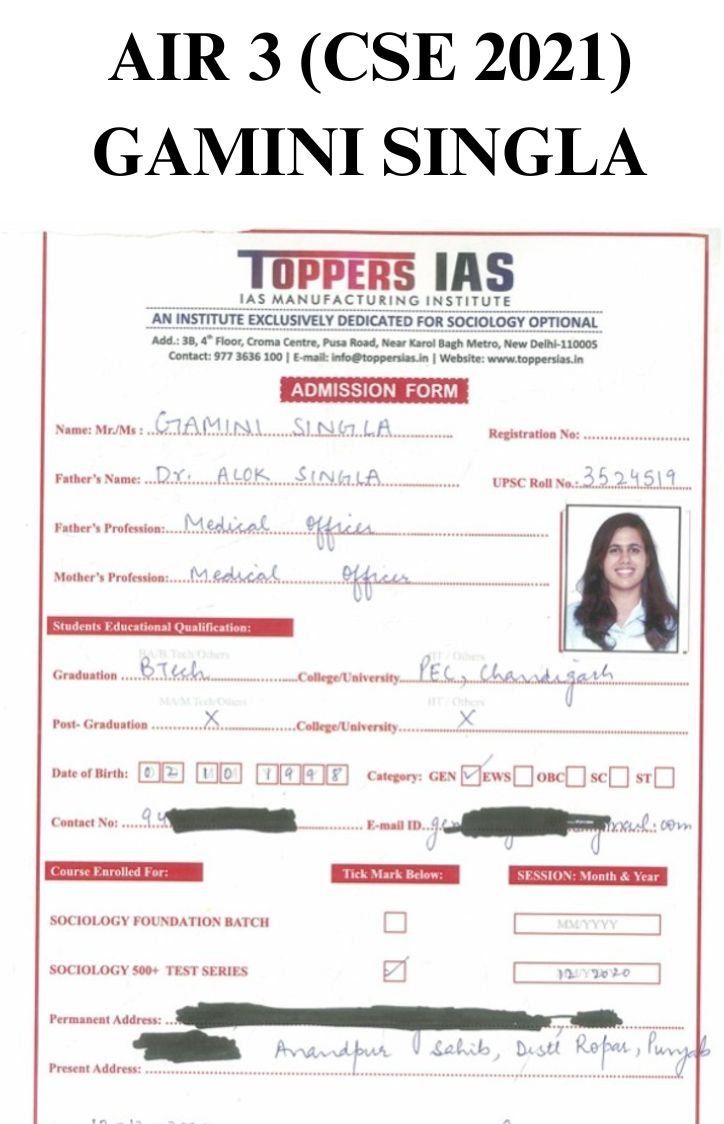 AIR 3 (CSE 2021)
GAMINI SINGLA
TOPPERS IAS
IAS MANUFACTURING INSTITUTE
AN INSTITUTE EXCLUSIVELY DEDICATED FOR SOCIOLOGY OPTIONAL
Add.: 3B, 4th Floor, Croma Centre, Pusa Road, Near Karol Bagh Metro, New Delhi-110005
Contact: 977 3636 100 | E-mail: info@toppersias.in | Website: www.toppersias.in
ADMISSION FORM
Name: Mr./Ms : GAMINI SINGLA Registration No:
Father's Name: Dr. ALOK SINGLA UPSC Roll No.: 3524519
Father's Profession: Medical Officer
Mother's Profession: Medical Officer
Students Educational Qualification:
BA/B.Tech/Others IIT / Others
Graduation BTech College/University PEC, Chandigarh
MA/M.Tech/Others IIT / Others
Post- Graduation X College/University X
Date of Birth: 02 10 1998 Category: GEN ✓ EWS OBC SC ST
Contact No: 94 E-mail ID gmail.com
Course Enrolled For: Tick Mark Below: SESSION: Month & Year
SOCIOLOGY FOUNDATION BATCH MM/YYYY
SOCIOLOGY 500+ TEST SERIES ✓ 12/2020
Permanent Address:
Anandpur Sahib, Distt Ropar, Punjab
Present Address: